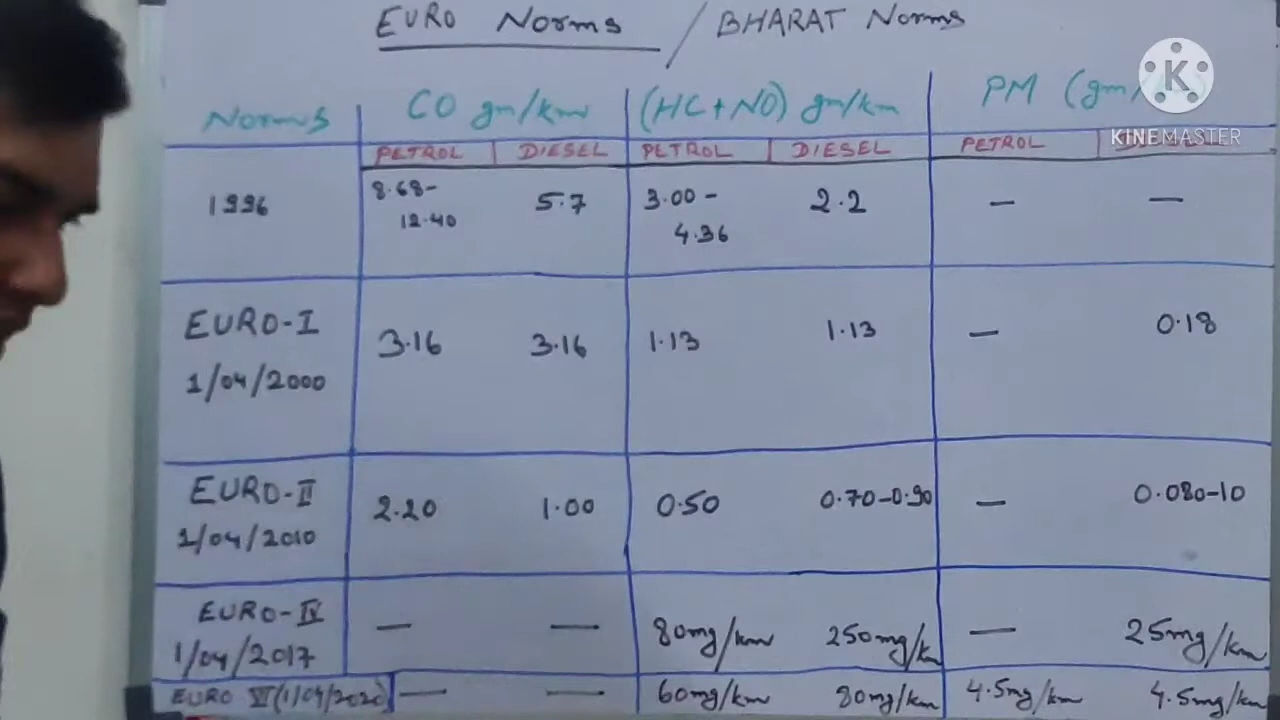 EURO Norms / BHARAT Norms
Norms CO gm/km (HC+NO) gm/km PM (gm/
K
KINEMASTER
PETROL DIESEL PETROL DIESEL PETROL
1996 8.68- 5.7 3.00- 2.2 — —
12.40 4.36
EURO-I 3.16 3.16 1.13 1.13 — 0.18
1/04/2000
EURO-II 2.20 1.00 0.50 0.70-0.90 — 0.080-10
1/04/2010
EURO-IV — — 80mg/km 250mg/k — 25mg/km
1/04/2017
EURO VI (1/04/2020) — — 60mg/km 80mg/km 4.5mg/km 4.5mg/km